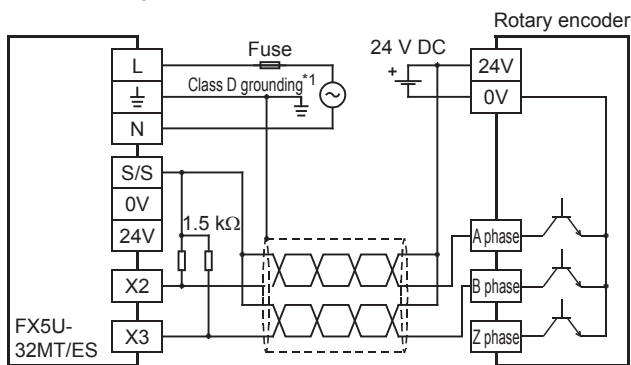 Rotary encoder
Fuse
24 V DC
+
L
Class D grounding*1
24V
0V
N
S/S
0V
24V
1.5 kΩ
A phase
X2
B phase
FX5U-
32MT/ES
X3
Z phase